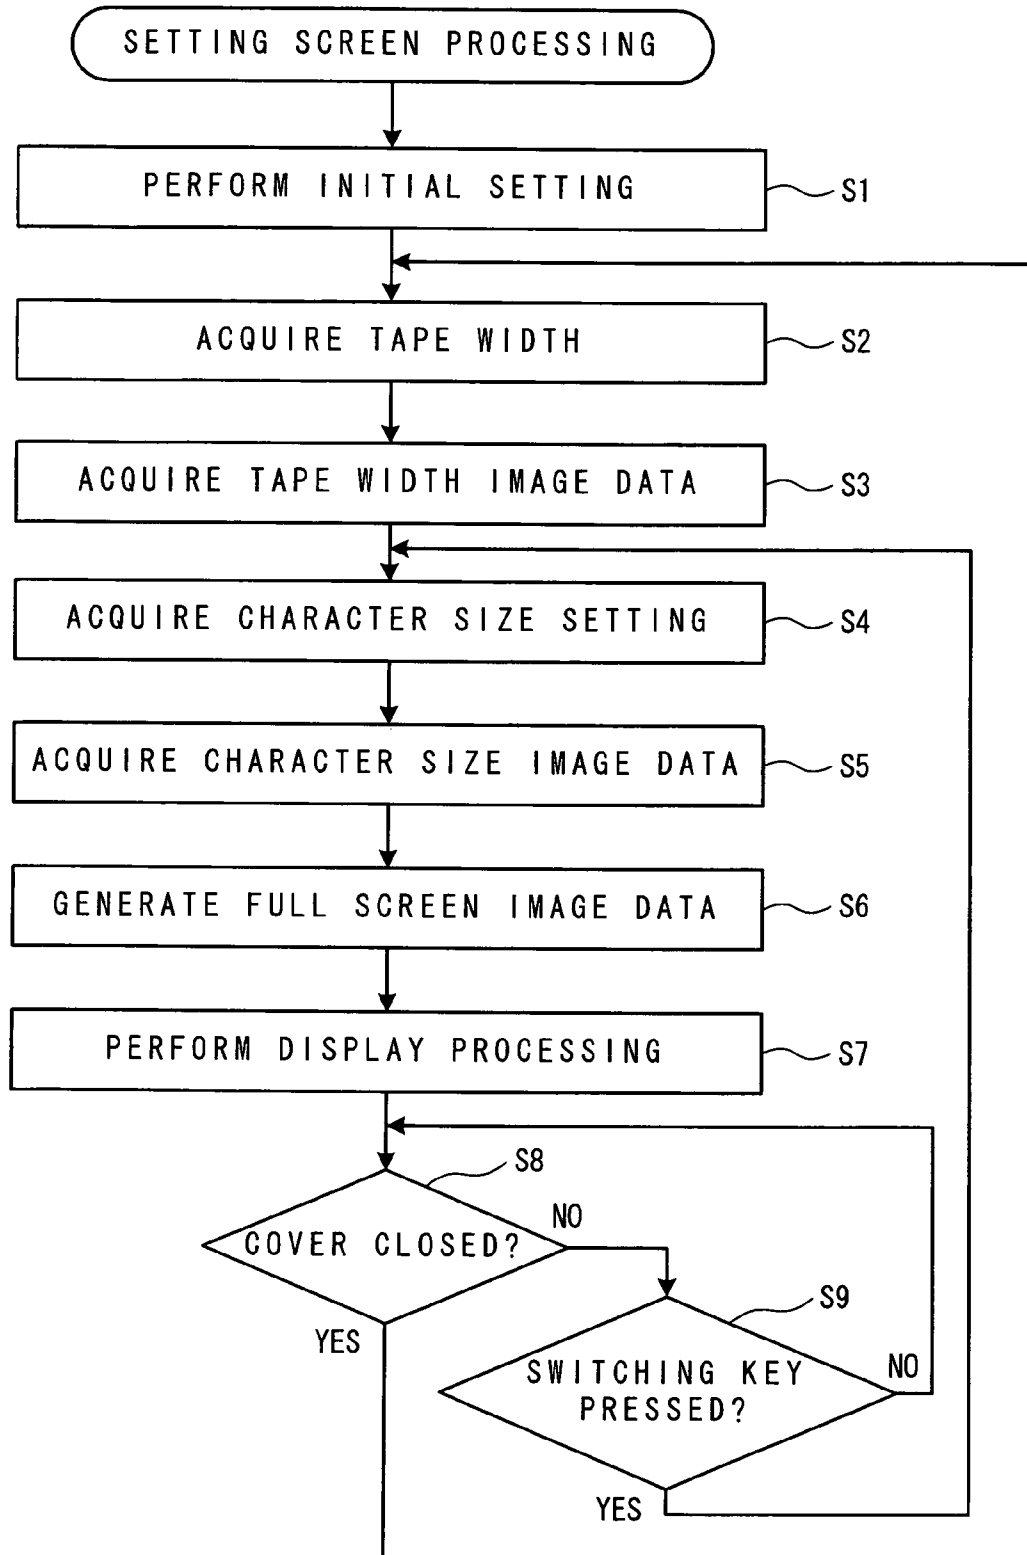 SETTING SCREEN PROCESSING
PERFORM INITIAL SETTING
S1
ACQUIRE TAPE WIDTH
S2
ACQUIRE TAPE WIDTH IMAGE DATA
S3
ACQUIRE CHARACTER SIZE SETTING
S4
ACQUIRE CHARACTER SIZE IMAGE DATA
S5
GENERATE FULL SCREEN IMAGE DATA
S6
PERFORM DISPLAY PROCESSING
S7
S8
COVER CLOSED?
NO
YES
S9
SWITCHING KEY
PRESSED?
NO
YES